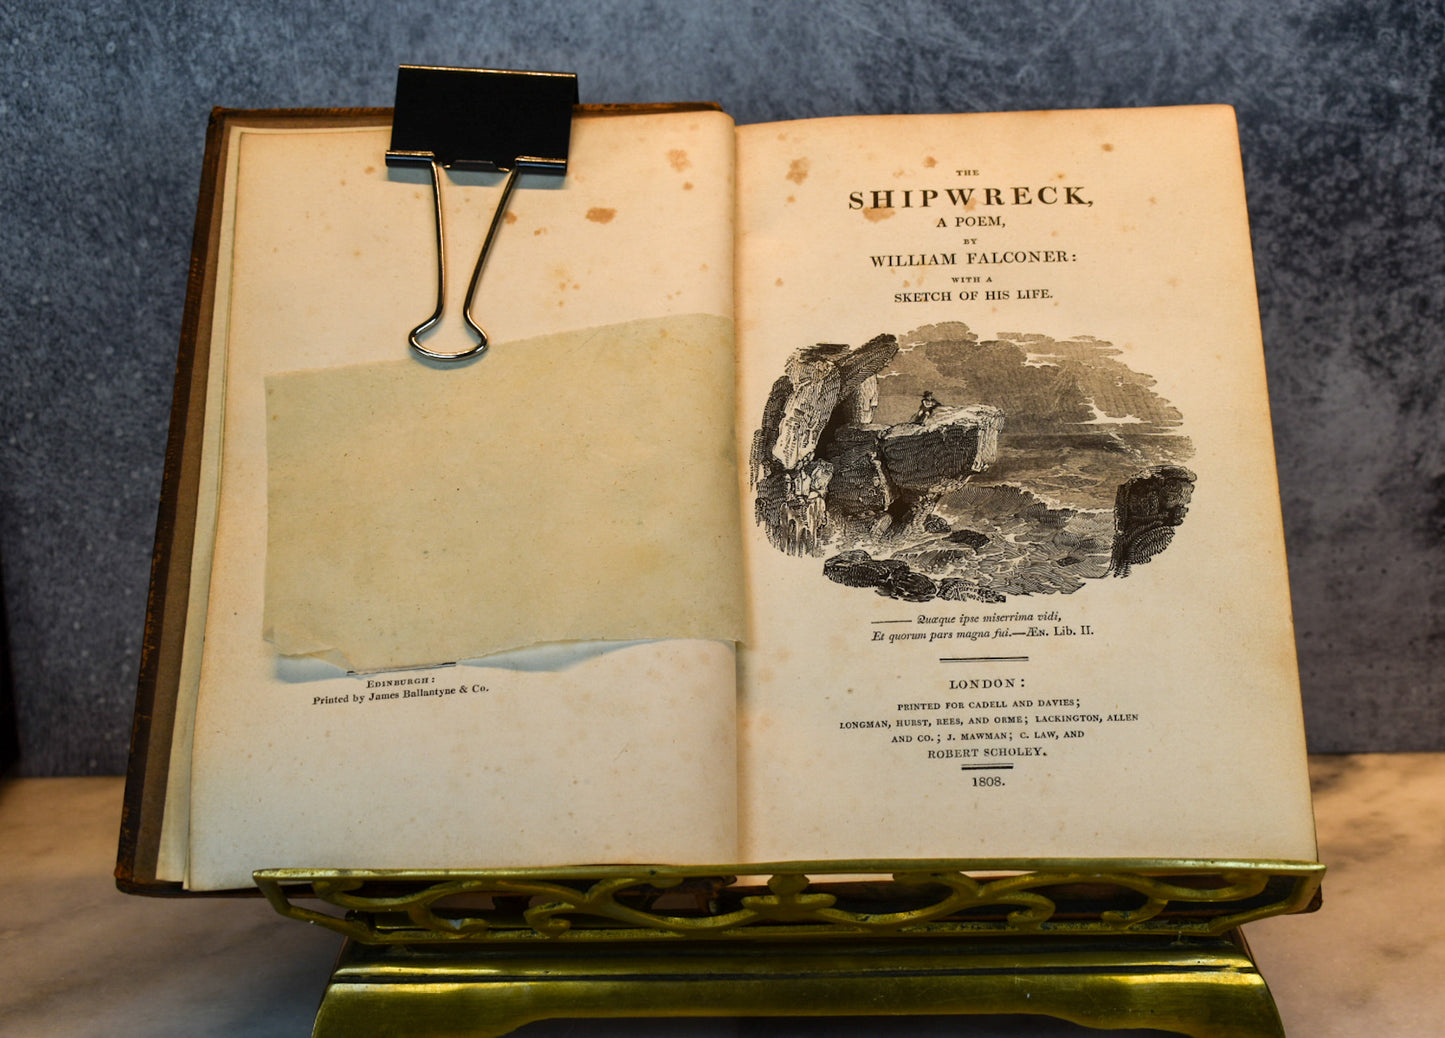 EDINBURGH:
Printed by James Ballantyne & Co.
THE
SHIPWRECK,
A POEM,
BY
WILLIAM FALCONER:
WITH A
SKETCH OF HIS LIFE.
Quæque ipse miserrima vidi,
Et quorum pars magna fui.—ÆN. Lib. II.
LONDON:
PRINTED FOR CADELL AND DAVIES;
LONGMAN, HURST, REES, AND ORME; LACKINGTON, ALLEN
AND CO.; J. MAWMAN; C. LAW, AND
ROBERT SCHOLEY.
1808.